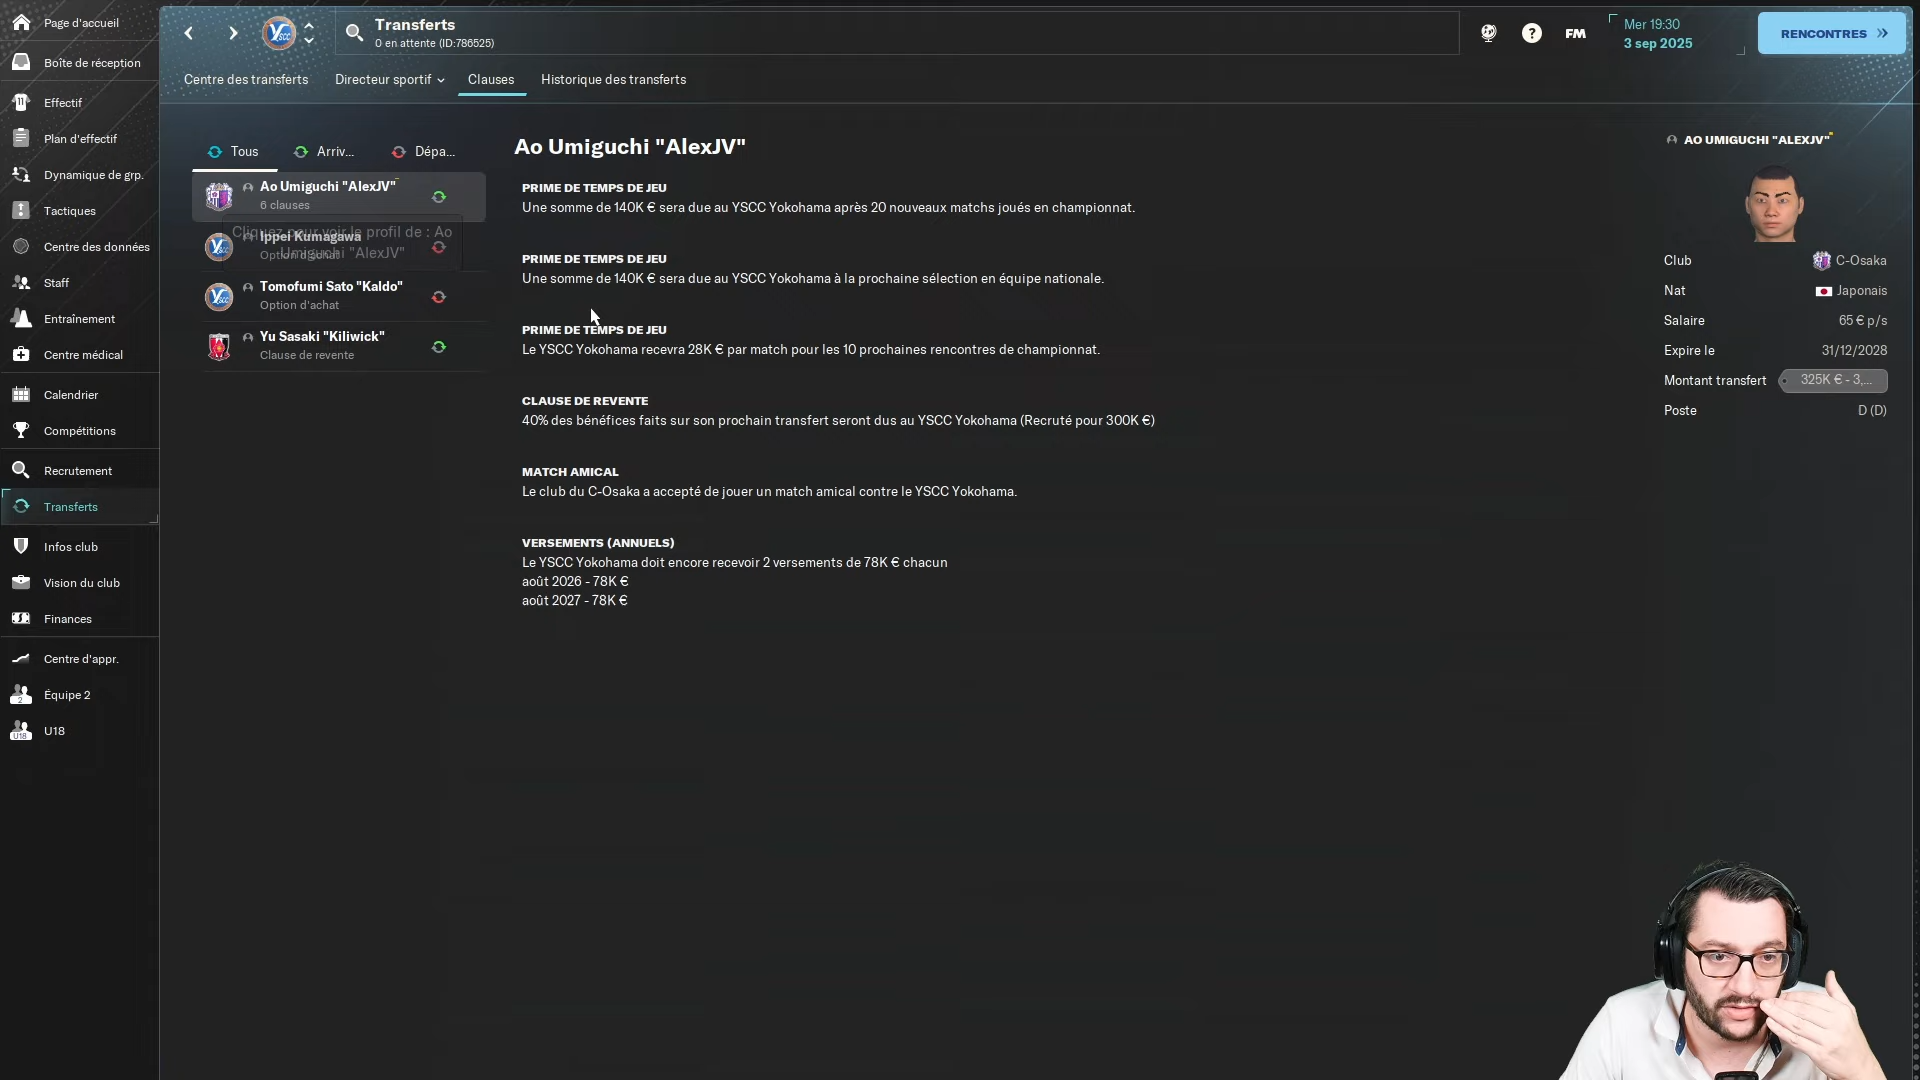 Page d'accueil
Boîte de réception
Effectif
Plan d'effectif
Dynamique de grp.
Tactiques
Centre des données
Staff
Entraînement
Centre médical
Calendrier
Compétitions
Recrutement
Transferts
Infos club
Vision du club
Finances
Centre d'appr.
Équipe 2
U18
Transferts
0 en attente (ID:786525)
FM
Mer 19:30
3 sep 2025
RENCONTRES
Centre des transferts
Directeur sportif
Clauses
Historique des transferts
Tous
Arriv...
Dépa...
Ao Umiguchi "AlexJV"
6 clauses
Cliquez pour voir le profil de : Ao
Umiguchi "AlexJV"
Ippei Kumagawa
Option d'achat
Tomofumi Sato "Kaldo"
Option d'achat
Yu Sasaki "Kiliwick"
Clause de revente
Ao Umiguchi "AlexJV"
PRIME DE TEMPS DE JEU
Une somme de 140K € sera due au YSCC Yokohama après 20 nouveaux matchs joués en championnat.
PRIME DE TEMPS DE JEU
Une somme de 140K € sera due au YSCC Yokohama à la prochaine sélection en équipe nationale.
PRIME DE TEMPS DE JEU
Le YSCC Yokohama recevra 28K € par match pour les 10 prochaines rencontres de championnat.
CLAUSE DE REVENTE
40% des bénéfices faits sur son prochain transfert seront dus au YSCC Yokohama (Recruté pour 300K €)
MATCH AMICAL
Le club du C-Osaka a accepté de jouer un match amical contre le YSCC Yokohama.
VERSEMENTS (ANNUELS)
Le YSCC Yokohama doit encore recevoir 2 versements de 78K € chacun
août 2026 - 78K €
août 2027 - 78K €
AO UMIGUCHI "ALEXJV"
Club C-Osaka
Nat Japonais
Salaire 65 € p/s
Expire le 31/12/2028
Montant transfert 325K € - 3,...
Poste D (D)